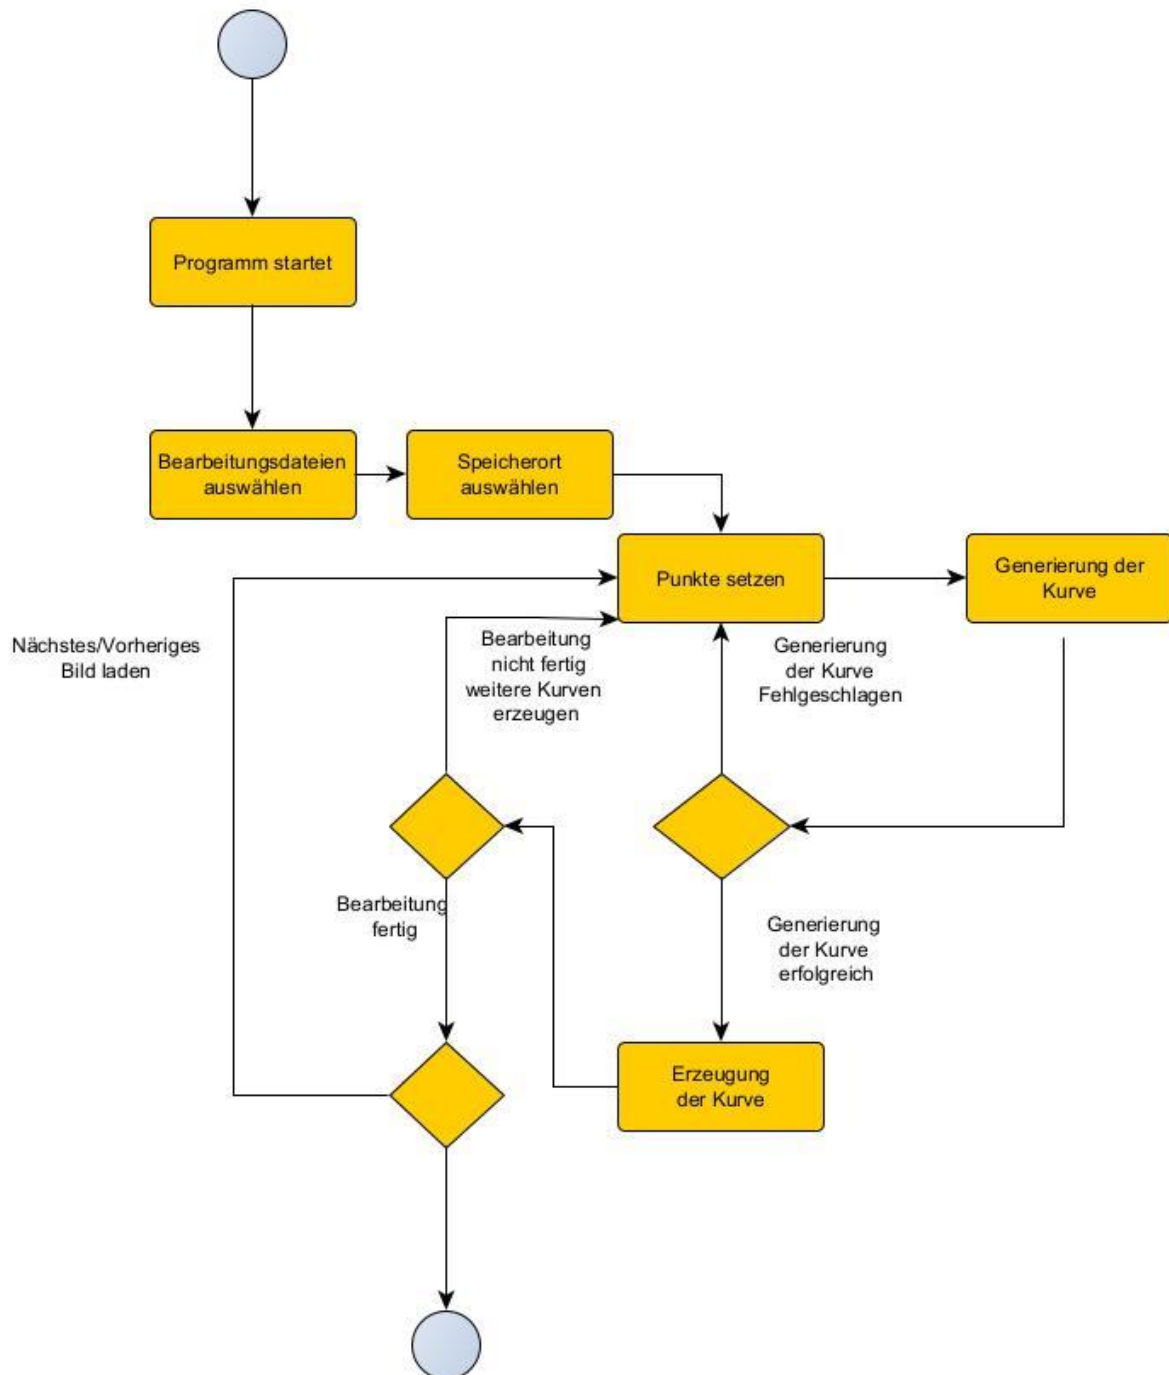 Programm startet
Bearbeitungsdateien
auswählen
Speicherort
auswählen
Punkte setzen
Generierung der
Kurve
Nächstes/Vorheriges
Bild laden
Bearbeitung
nicht fertig
weitere Kurven
erzeugen
Generierung
der Kurve
Fehlgeschlagen
Bearbeitung
fertig
Generierung
der Kurve
erfolgreich
Erzeugung
der Kurve